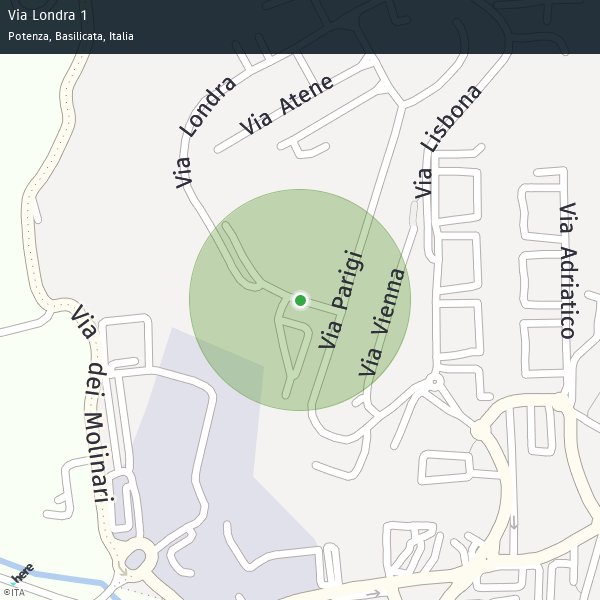 Via Londra 1
Potenza, Basilicata, Italia
Via Londra
Via Atene
Via Lisbona
Via Adriatico
Via Parigi
Via Vienna
Via dei Molinari
here
©ITA